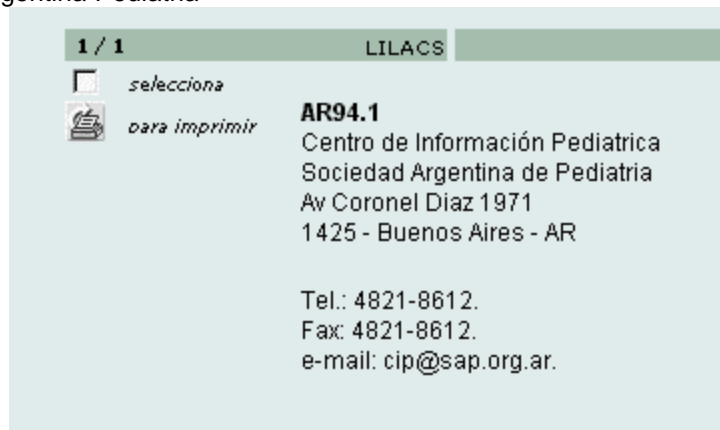 1 / 1 LILACS
selecciona
para imprimir
AR94.1
Centro de Información Pediatrica
Sociedad Argentina de Pediatria
Av Coronel Diaz 1971
1425 - Buenos Aires - AR
Tel.: 4821-8612.
Fax: 4821-8612.
e-mail: cip@sap.org.ar.